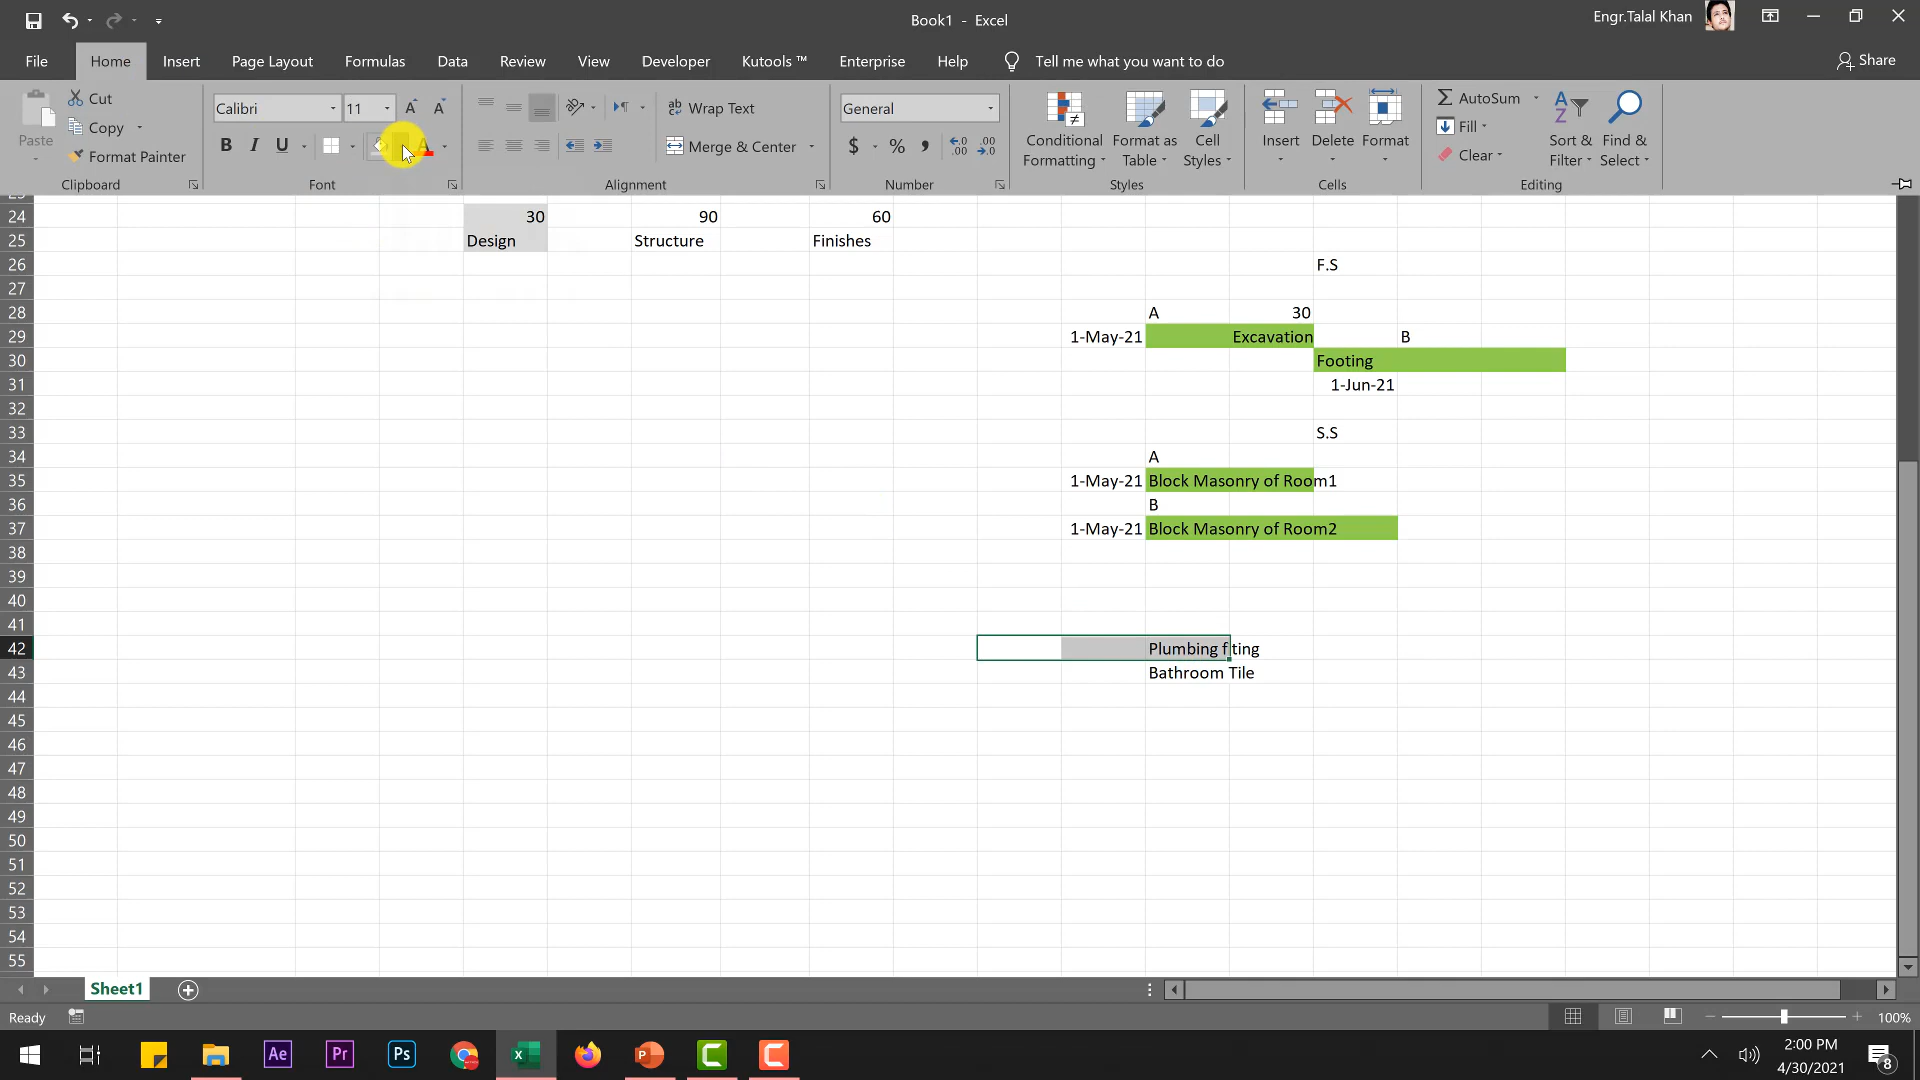 Book1 - Excel
Engr.Talal Khan
File Home Insert Page Layout Formulas Data Review View Developer Kutools ™ Enterprise Help Tell me what you want to do Share
Paste Cut Calibri 11 Wrap Text General Conditional Formatting Format as Table Cell Styles Insert Delete Format AutoSum Sort & Filter Find & Select
Copy B I U Merge & Center $ % Fill
Format Painter Clear
Clipboard Font Alignment Number Styles Cells Editing
24 30 90 60
25 Design Structure Finishes
26 F.S
27
28 A 30
29 1-May-21 Excavation B
30 Footing
31 1-Jun-21
32
33 S.S
34 A
35 1-May-21 Block Masonry of Room1
36 B
37 1-May-21 Block Masonry of Room2
38
39
40
41
42 Plumbing fiting
43 Bathroom Tile
44
45
46
47
48
49
50
51
52
53
54
55
Sheet1
Ready 100%
Ae Pr Ps 2:00 PM
4/30/2021 8